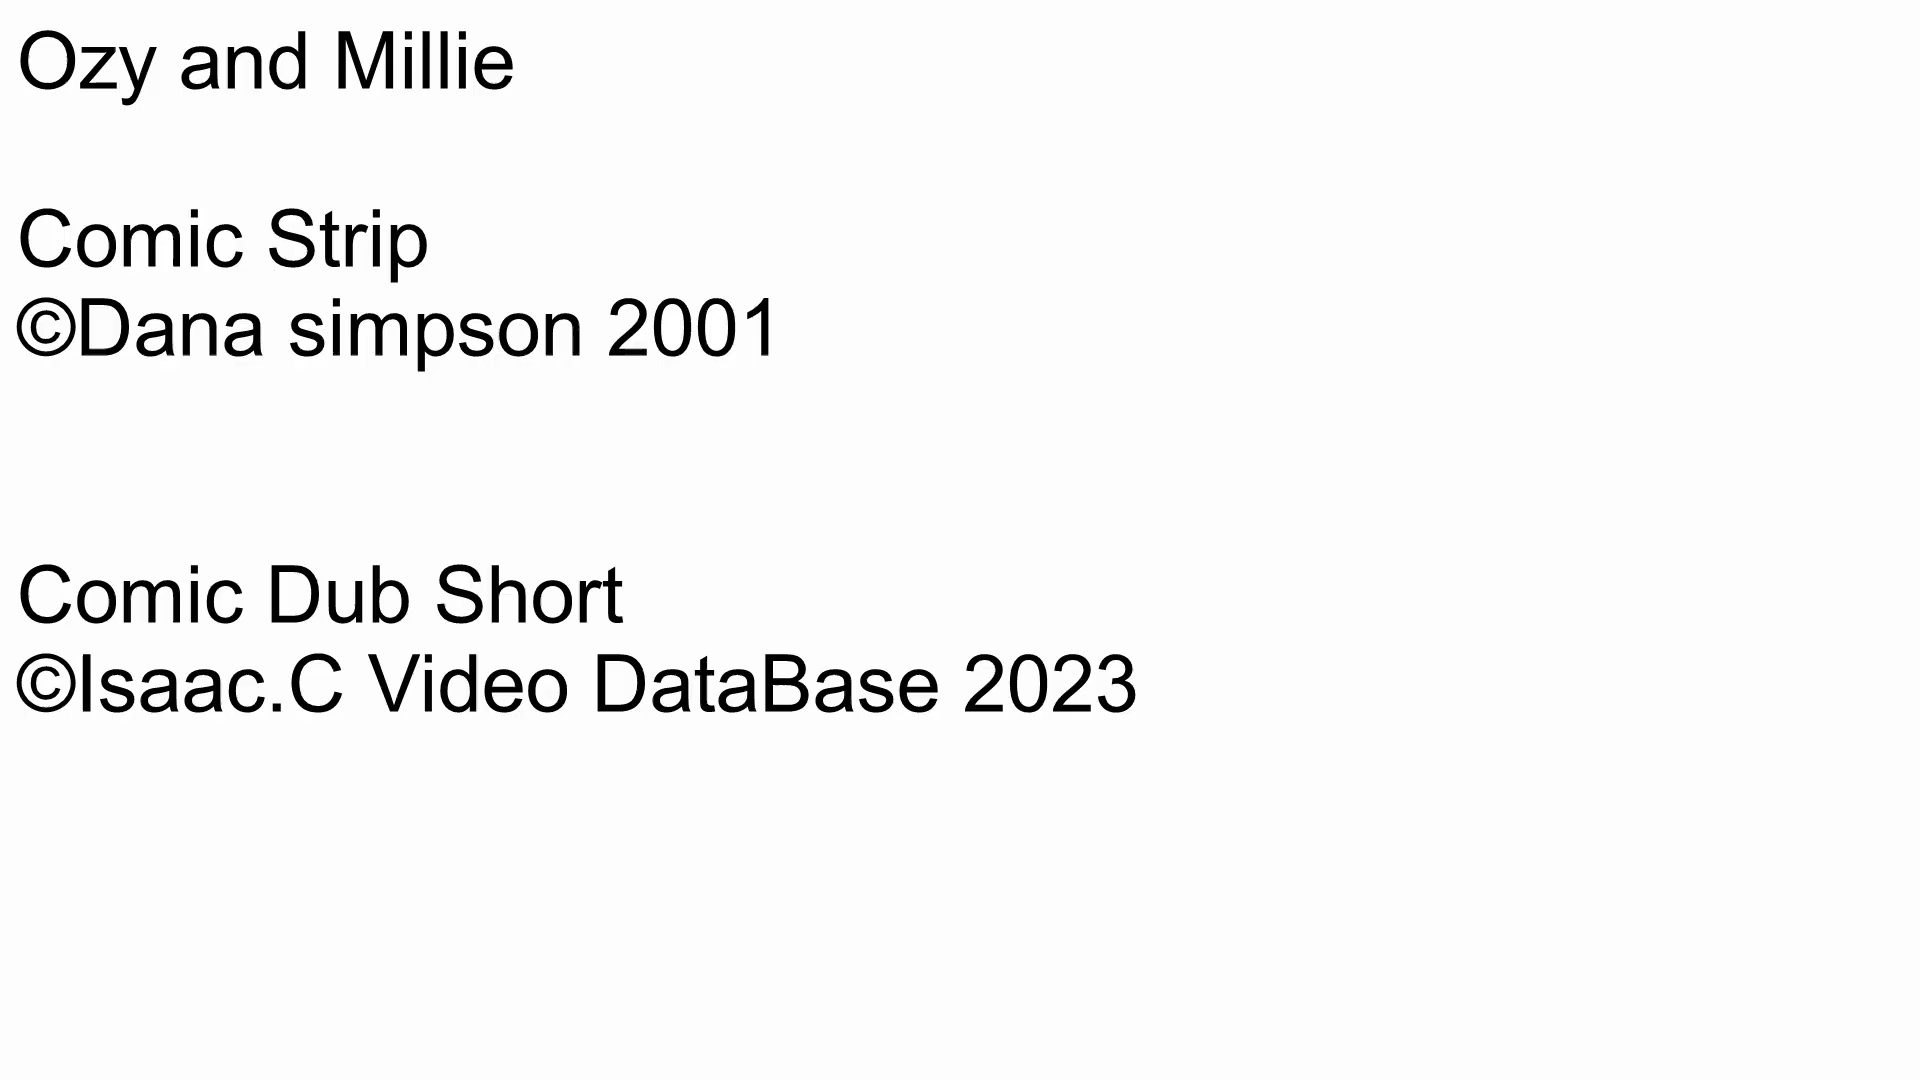 Ozy and Millie
Comic Strip
©Dana simpson 2001
Comic Dub Short
©Isaac.C Video DataBase 2023